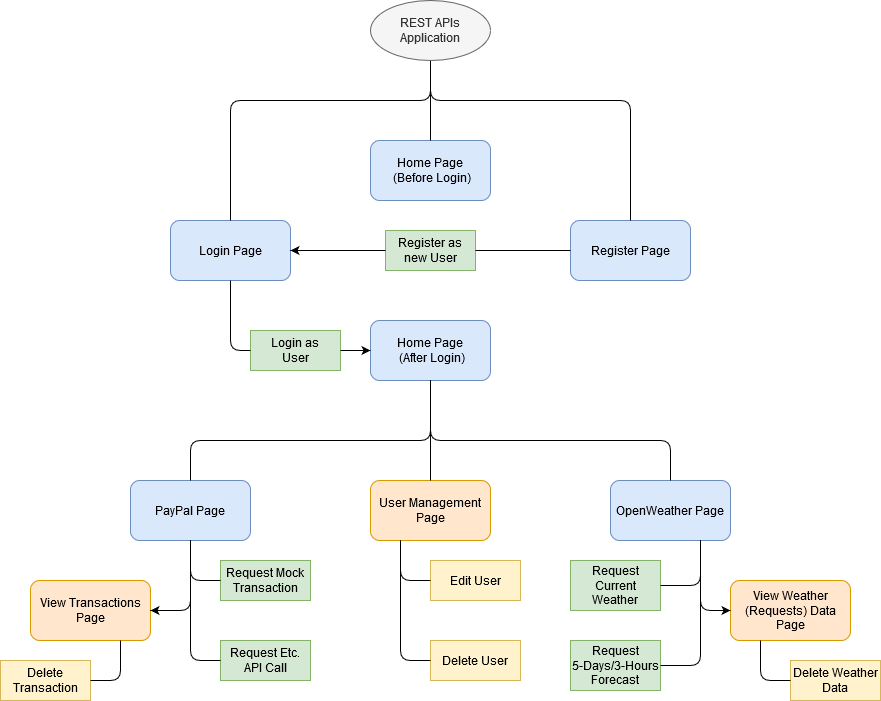 REST APIs
Application
Home Page
(Before Login)
Login Page
Register as
new User
Register Page
Login as
User
Home Page
(After Login)
PayPal Page
User Management
Page
OpenWeather Page
Request Mock
Transaction
Edit User
Request
Current
Weather
View Transactions
Page
View Weather
(Requests) Data
Page
Request Etc.
API Call
Delete User
Request
5-Days/3-Hours
Forecast
Delete
Transaction
Delete Weather
Data